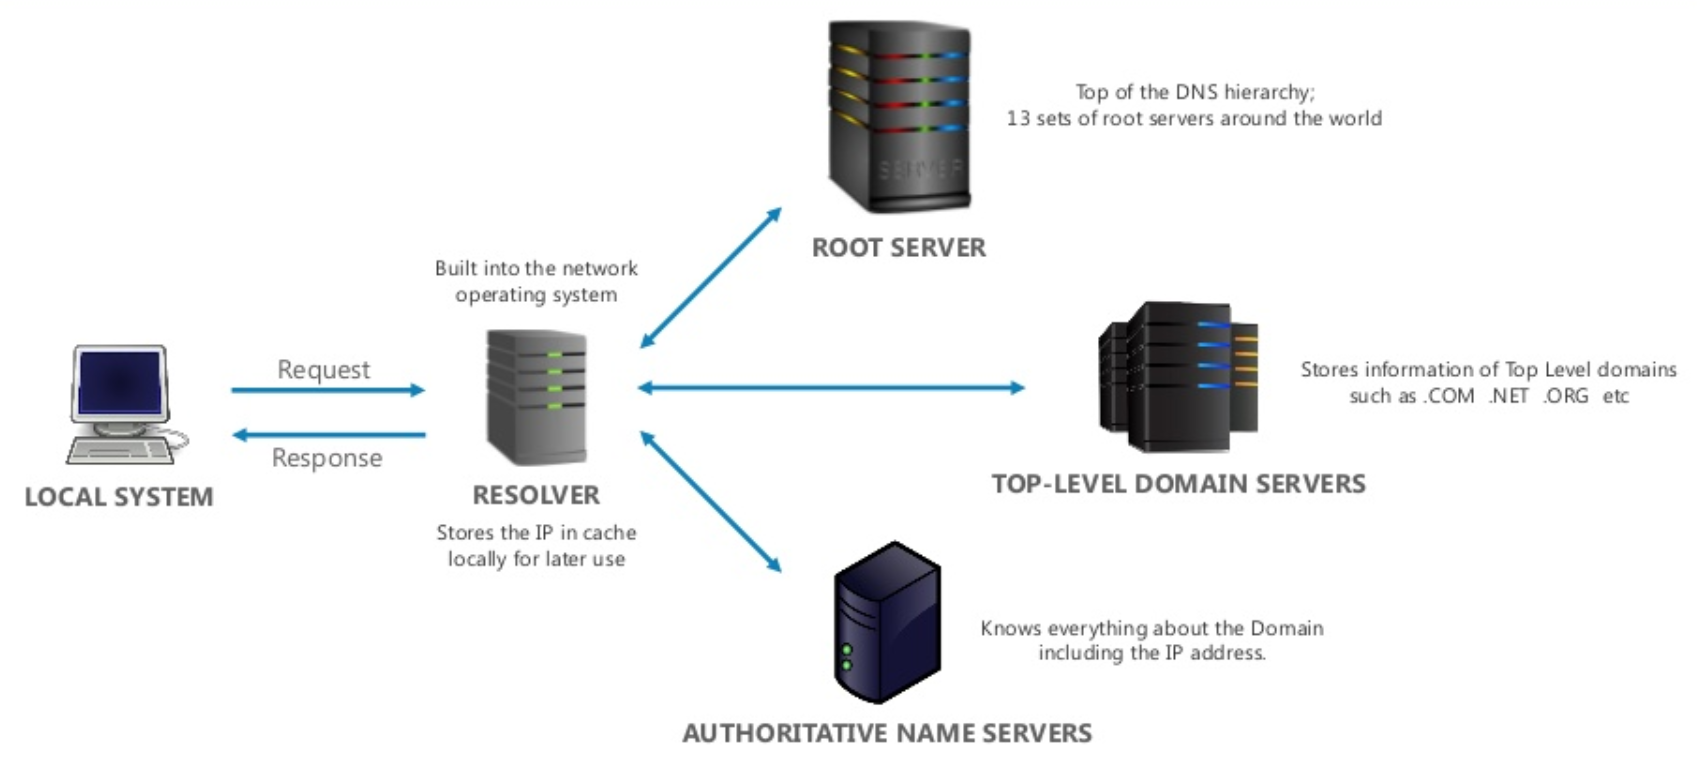 Top of the DNS hierarchy;
13 sets of root servers around the world
SERVER
ROOT SERVER
Built into the network
operating system
Request
Response
LOCAL SYSTEM
RESOLVER
Stores the IP in cache
locally for later use
Stores information of Top Level domains
such as .COM .NET .ORG etc
TOP-LEVEL DOMAIN SERVERS
Knows everything about the Domain
including the IP address.
AUTHORITATIVE NAME SERVERS